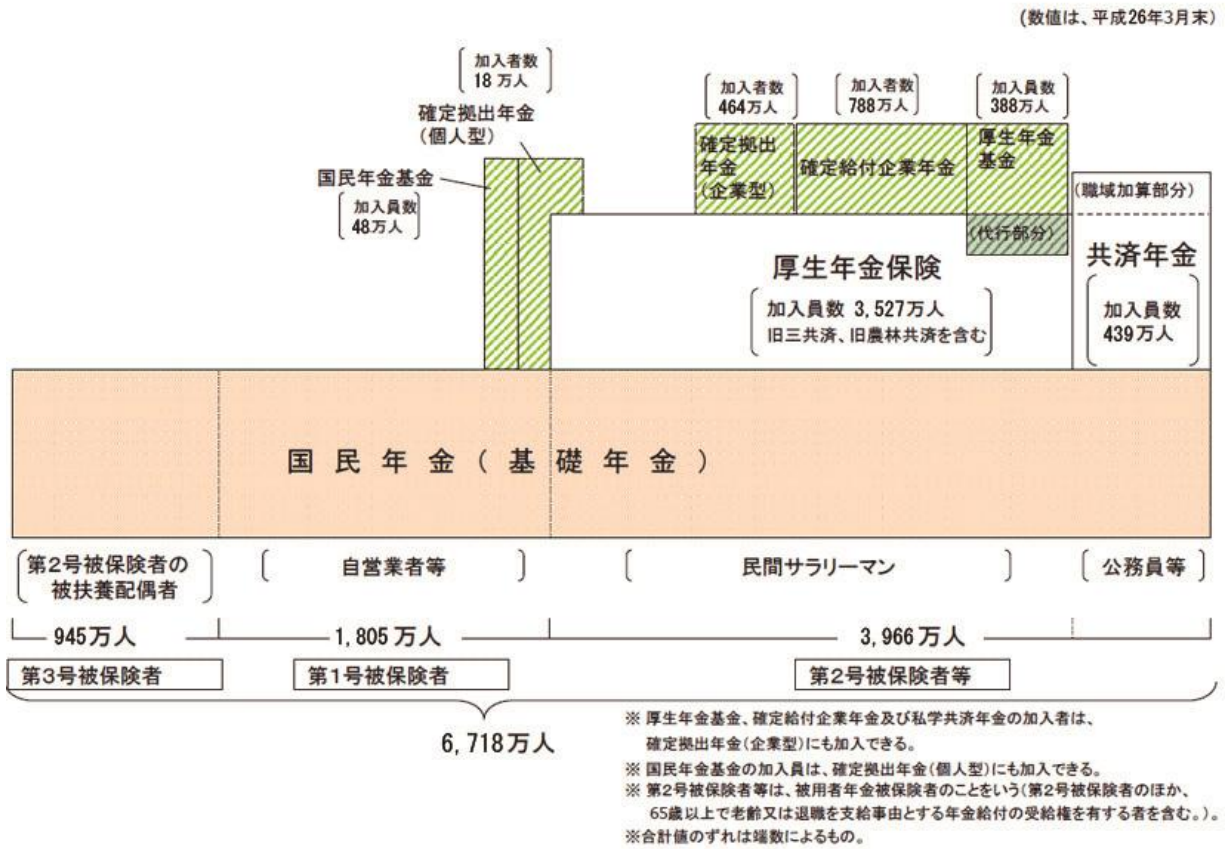 (数値は、平成26年3月末)
加入者数
18 万人
確定拠出年金
(個人型)
国民年金基金
加入員数
48万人
加入者数
464万人
加入者数
788万人
加入員数
388万人
確定拠出
年金
(企業型)
確定給付企業年金
厚生年金
基金
(代行部分)
(職域加算部分)
厚生年金保険
加入員数 3,527万人
旧三共済、旧農林共済を含む
共済年金
加入員数
439万人
国民年金(基礎年金)
第2号被保険者の
被扶養配偶者
自営業者等
民間サラリーマン
公務員等
945万人
1,805万人
3,966万人
第3号被保険者
第1号被保険者
第2号被保険者等
6,718万人
※ 厚生年金基金、確定給付企業年金及び私学共済年金の加入者は、
確定拠出年金(企業型)にも加入できる。
※ 国民年金基金の加入員は、確定拠出年金(個人型)にも加入できる。
※ 第2号被保険者等は、被用者年金被保険者のことをいう(第2号被保険者のほか、
65歳以上で老齢又は退職を支給事由とする年金給付の受給権を有する者を含む。)。
※合計値のずれは端数によるもの。